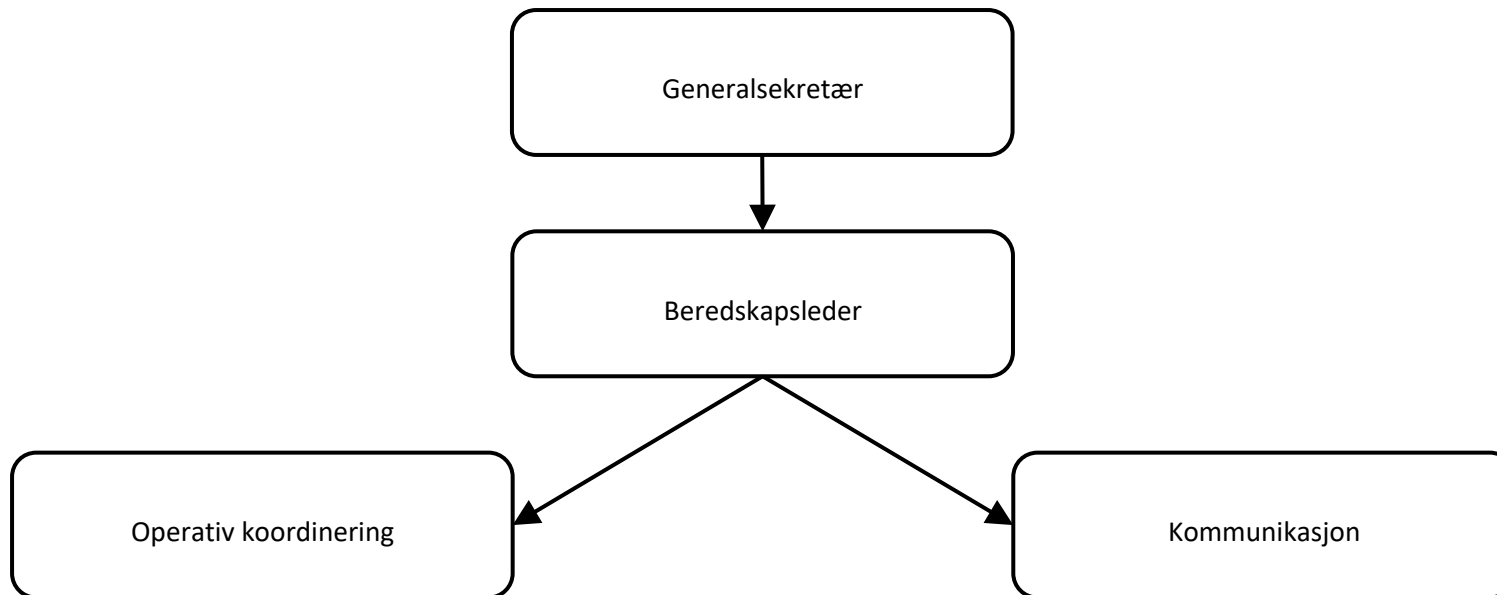 Generalsekretær
Beredskapsleder
Operativ koordinering
Kommunikasjon